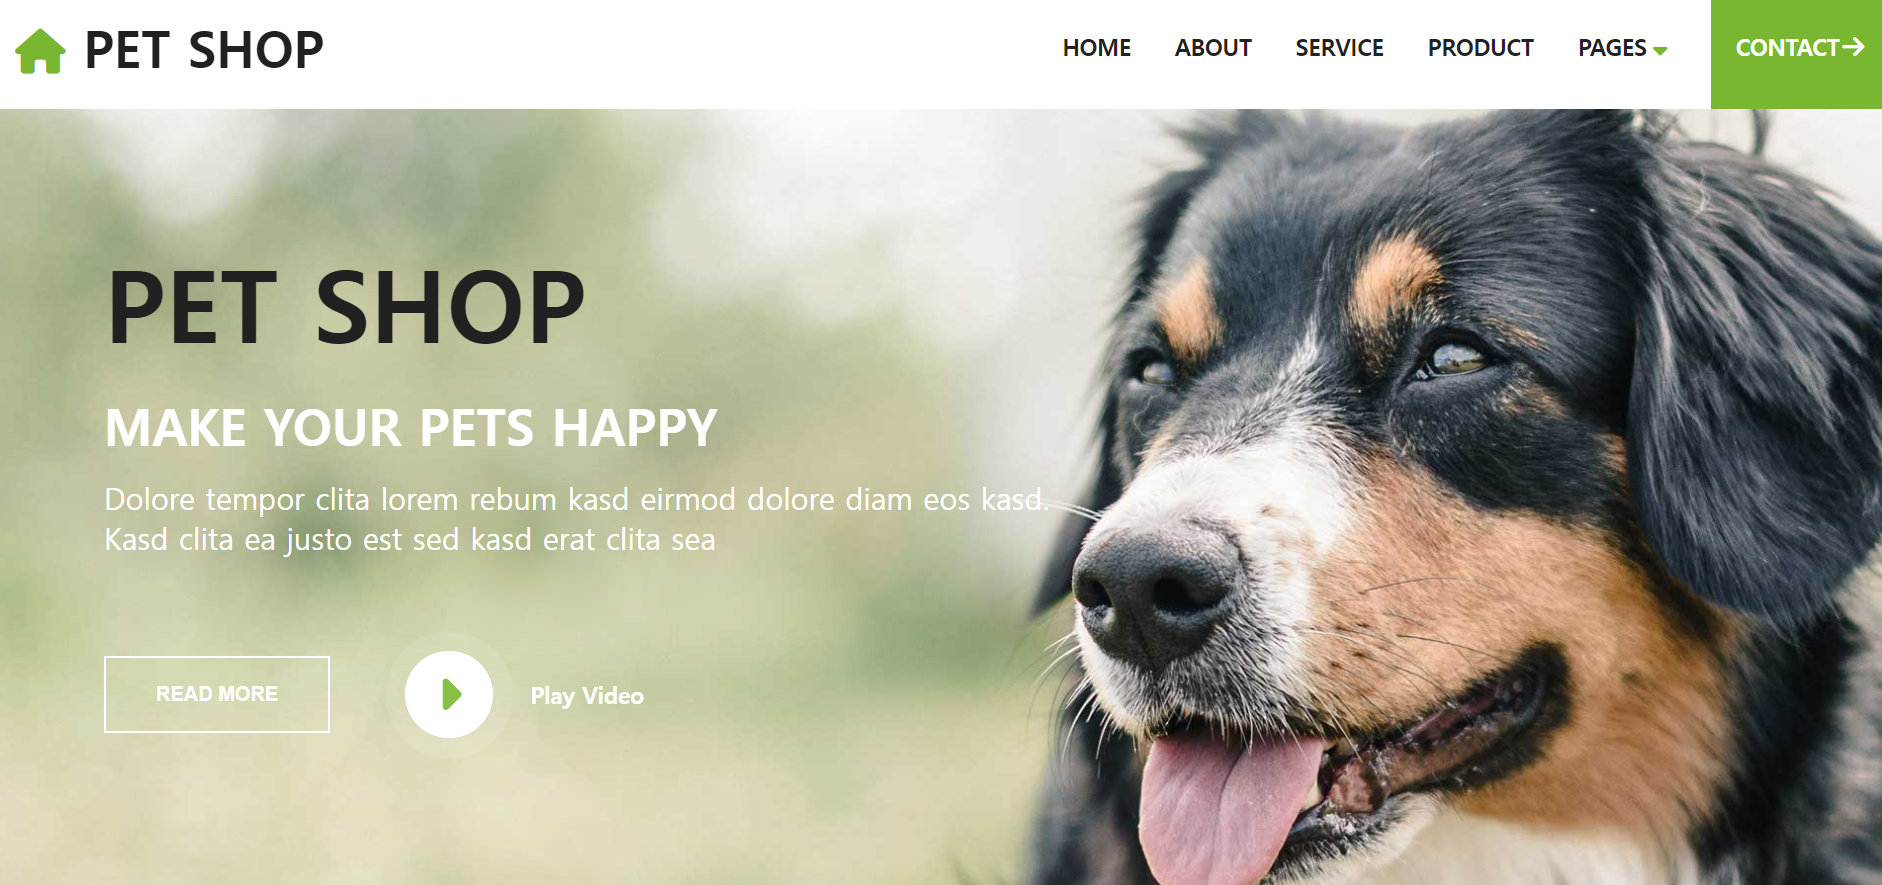 PET SHOP
HOME ABOUT SERVICE PRODUCT PAGES CONTACT
PET SHOP
MAKE YOUR PETS HAPPY
Dolore tempor clita lorem rebum kasd eirmod dolore diam eos kasd.
Kasd clita ea justo est sed kasd erat clita sea
READ MORE
Play Video